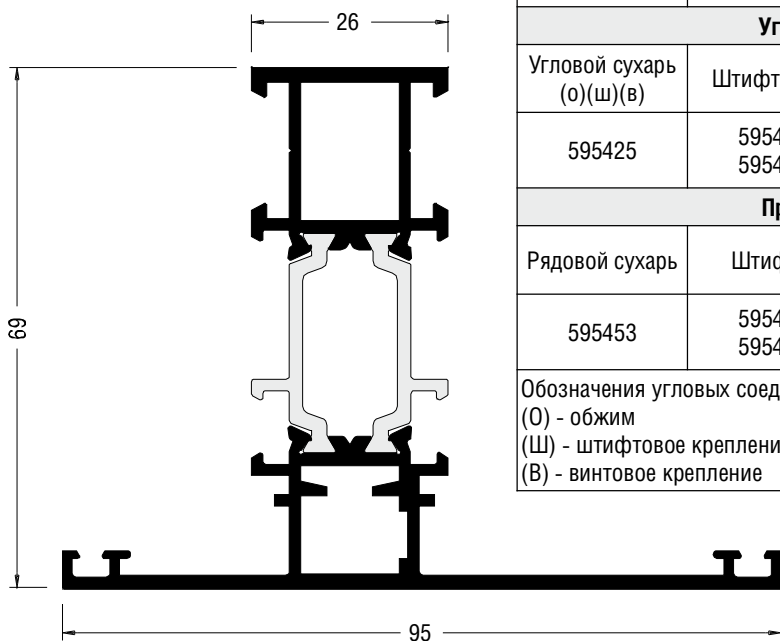 26
69
95
Уг
Угловой сухарь
(о)(ш)(в)
Штифт
595425
5954
5954
Пр
Рядовой сухарь
Штиф
595453
5954
5954
Обозначения угловых соед
(О) - обжим
(Ш) - штифтовое креплени
(В) - винтовое крепление